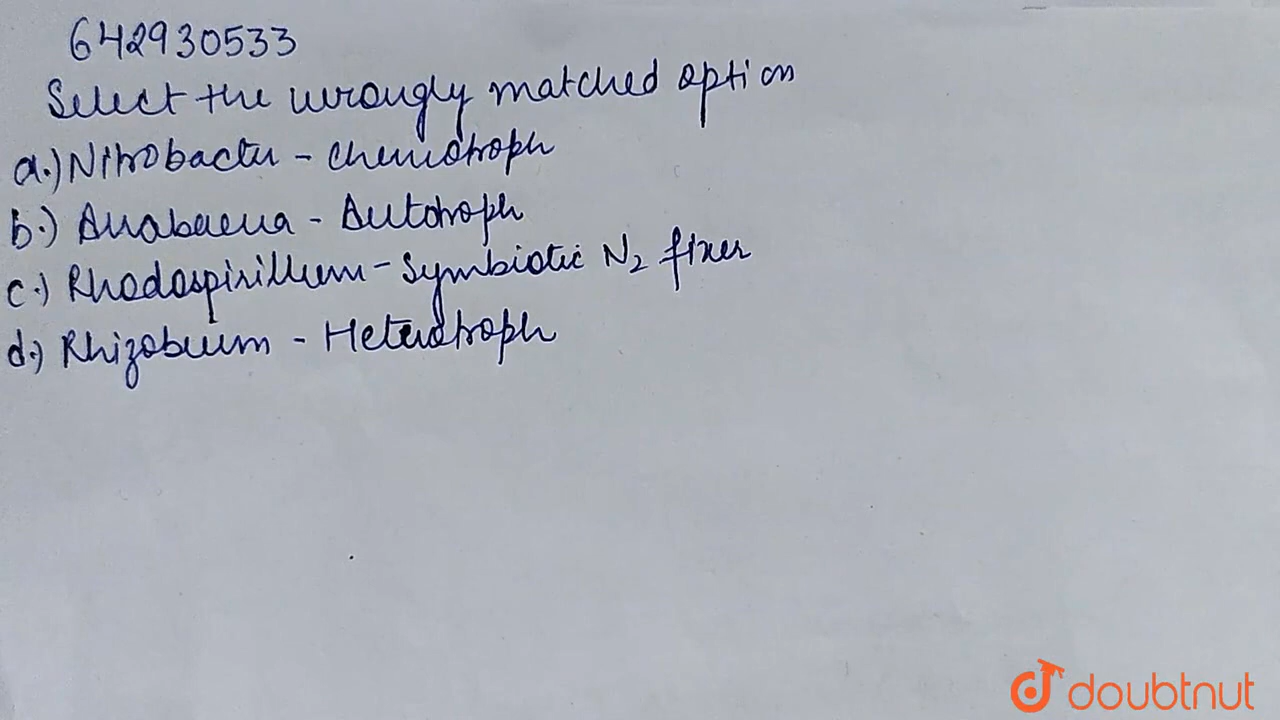 642930533
Select the wrongly matched option
a.) Nitrobacter - Chemotroph
b.) Anabaena - Autotroph
c.) Rhodospirillum - Symbiotic N2 fixer
d.) Rhizobium - Heterotroph
doubtnut